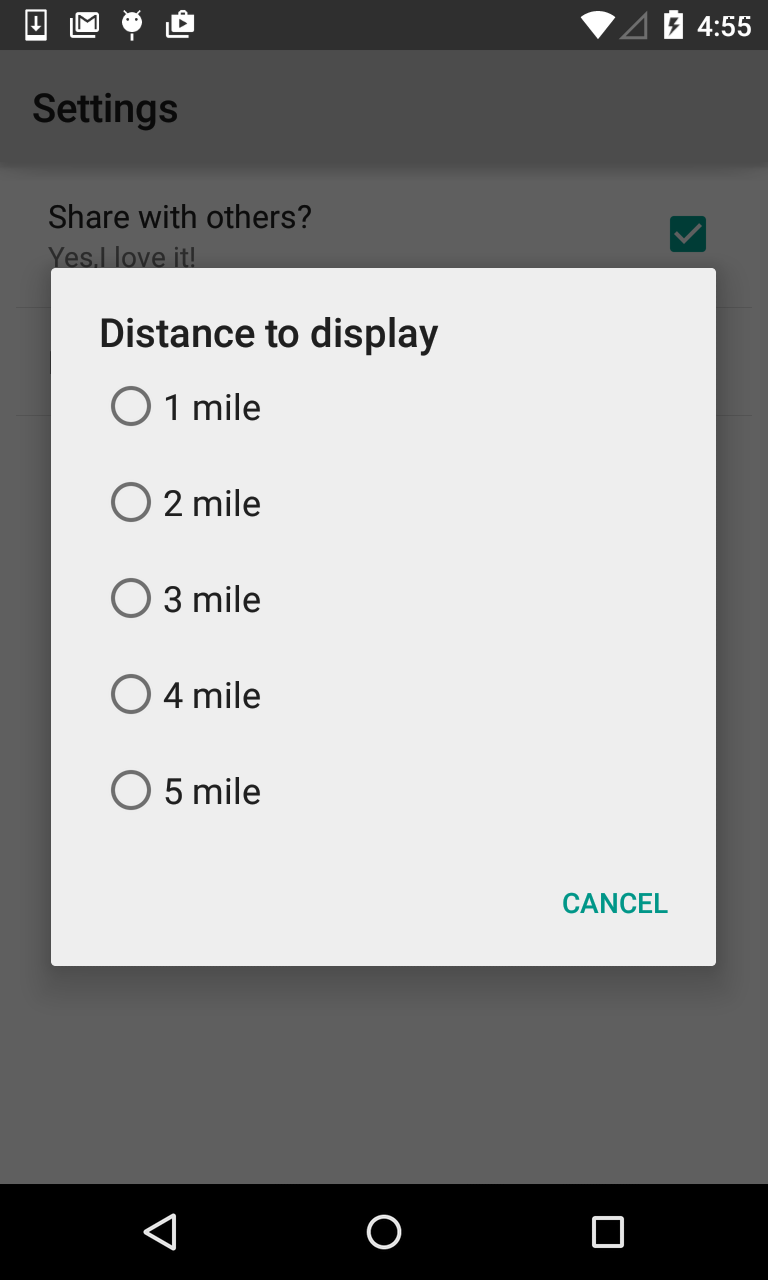 4:55
Settings
Share with others?
Yes,I love it!
Distance to display
1 mile
2 mile
3 mile
4 mile
5 mile
CANCEL